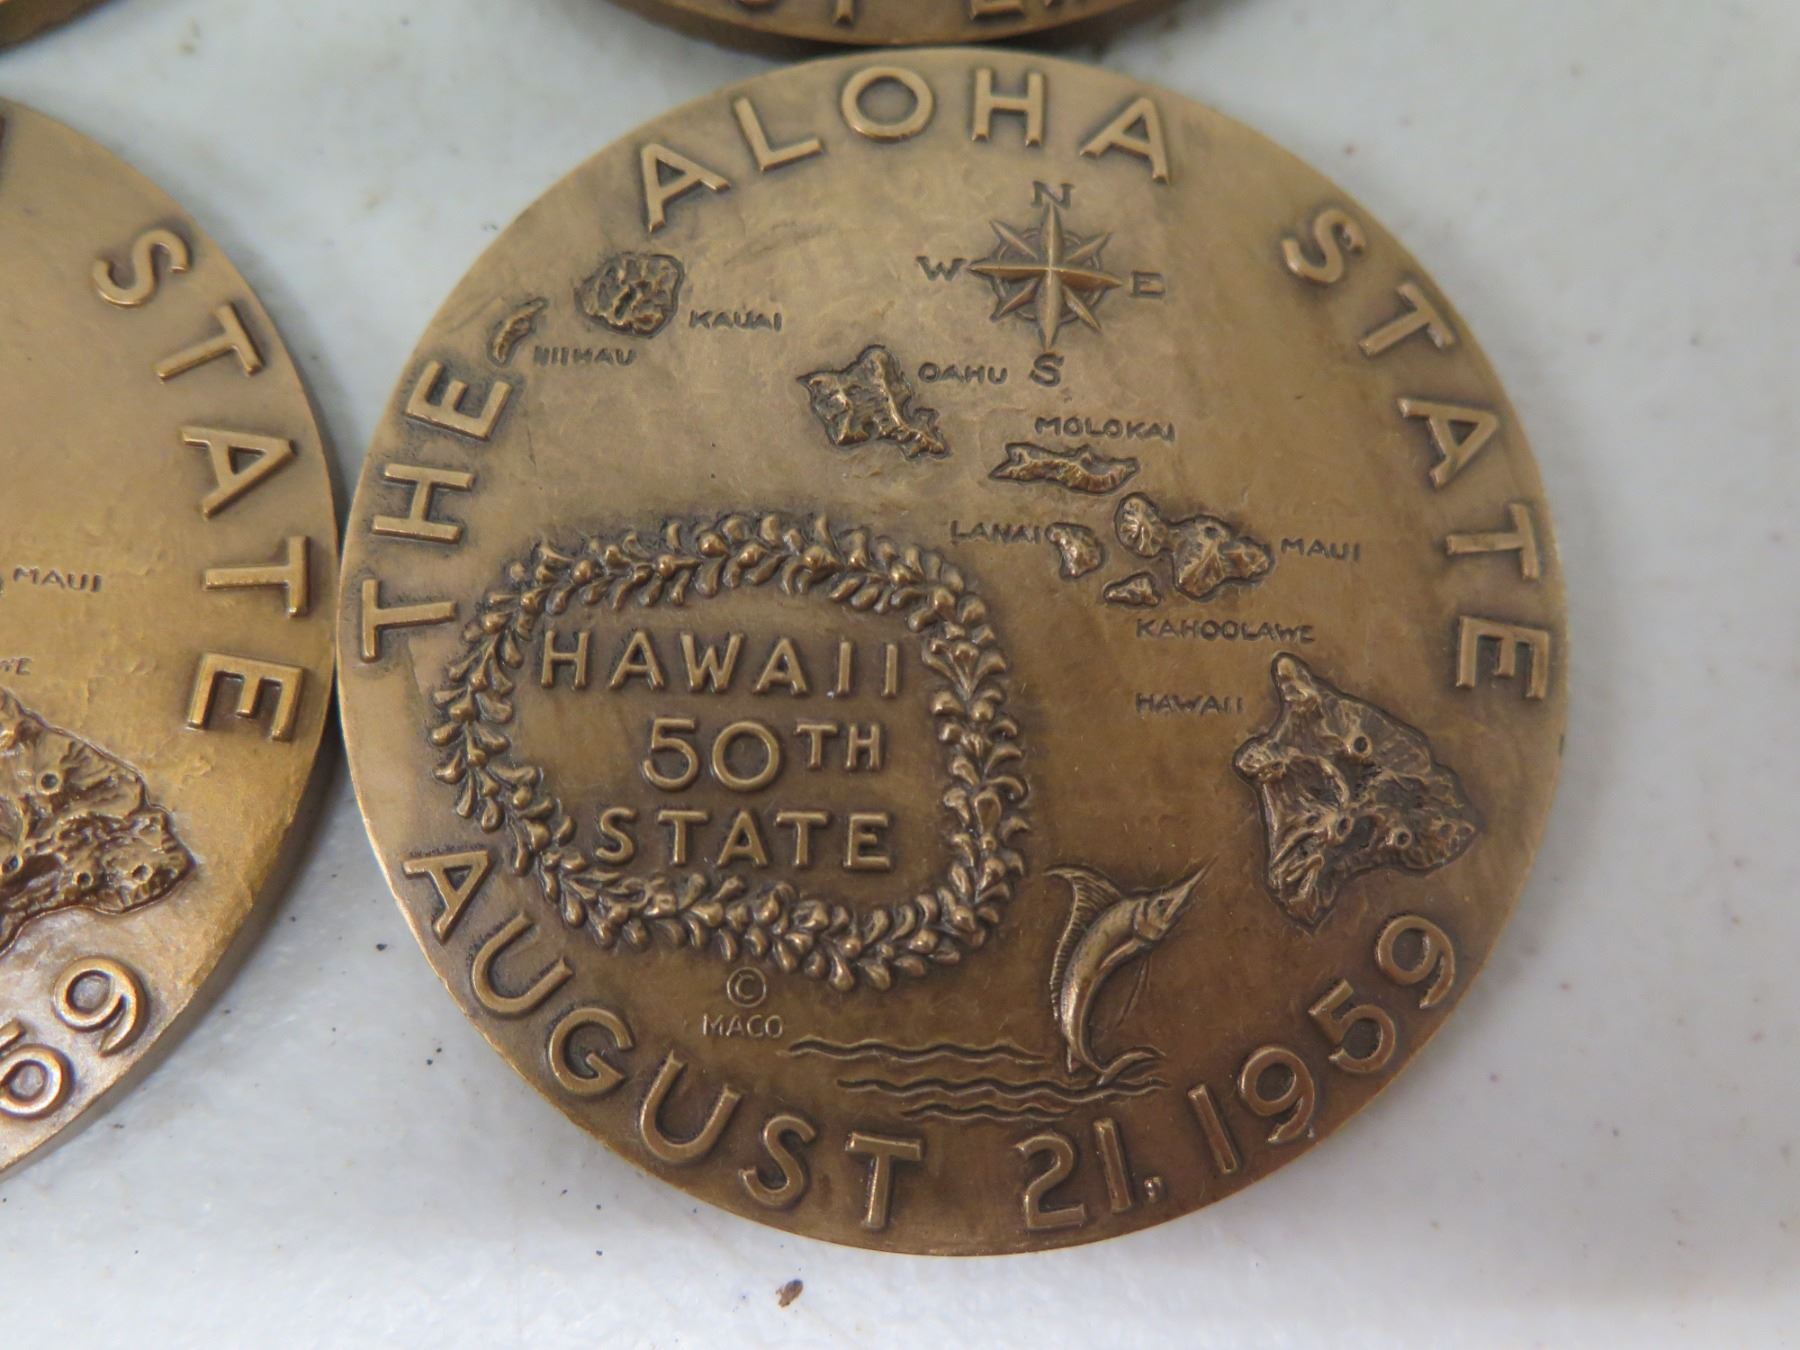 THE ALOHA STATE
N
W E
S
KAUAI
NIIHAU
OAHU
MOLOKAI
LANAI
MAUI
KAHOOLAWE
HAWAII
HAWAII
50TH
STATE
© MACO
AUGUST 21, 1959
STATE
MAUI